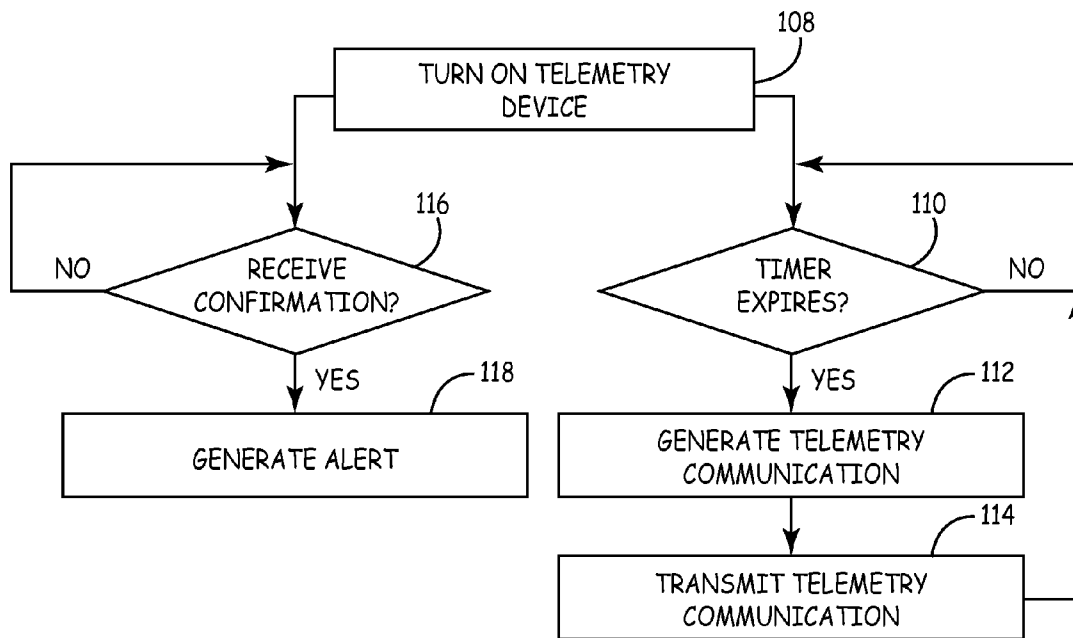 108
TURN ON TELEMETRY
DEVICE
116
110
NO
RECEIVE
CONFIRMATION?
TIMER
EXPIRES?
NO
YES
118
YES
112
GENERATE ALERT
GENERATE TELEMETRY
COMMUNICATION
114
TRANSMIT TELEMETRY
COMMUNICATION